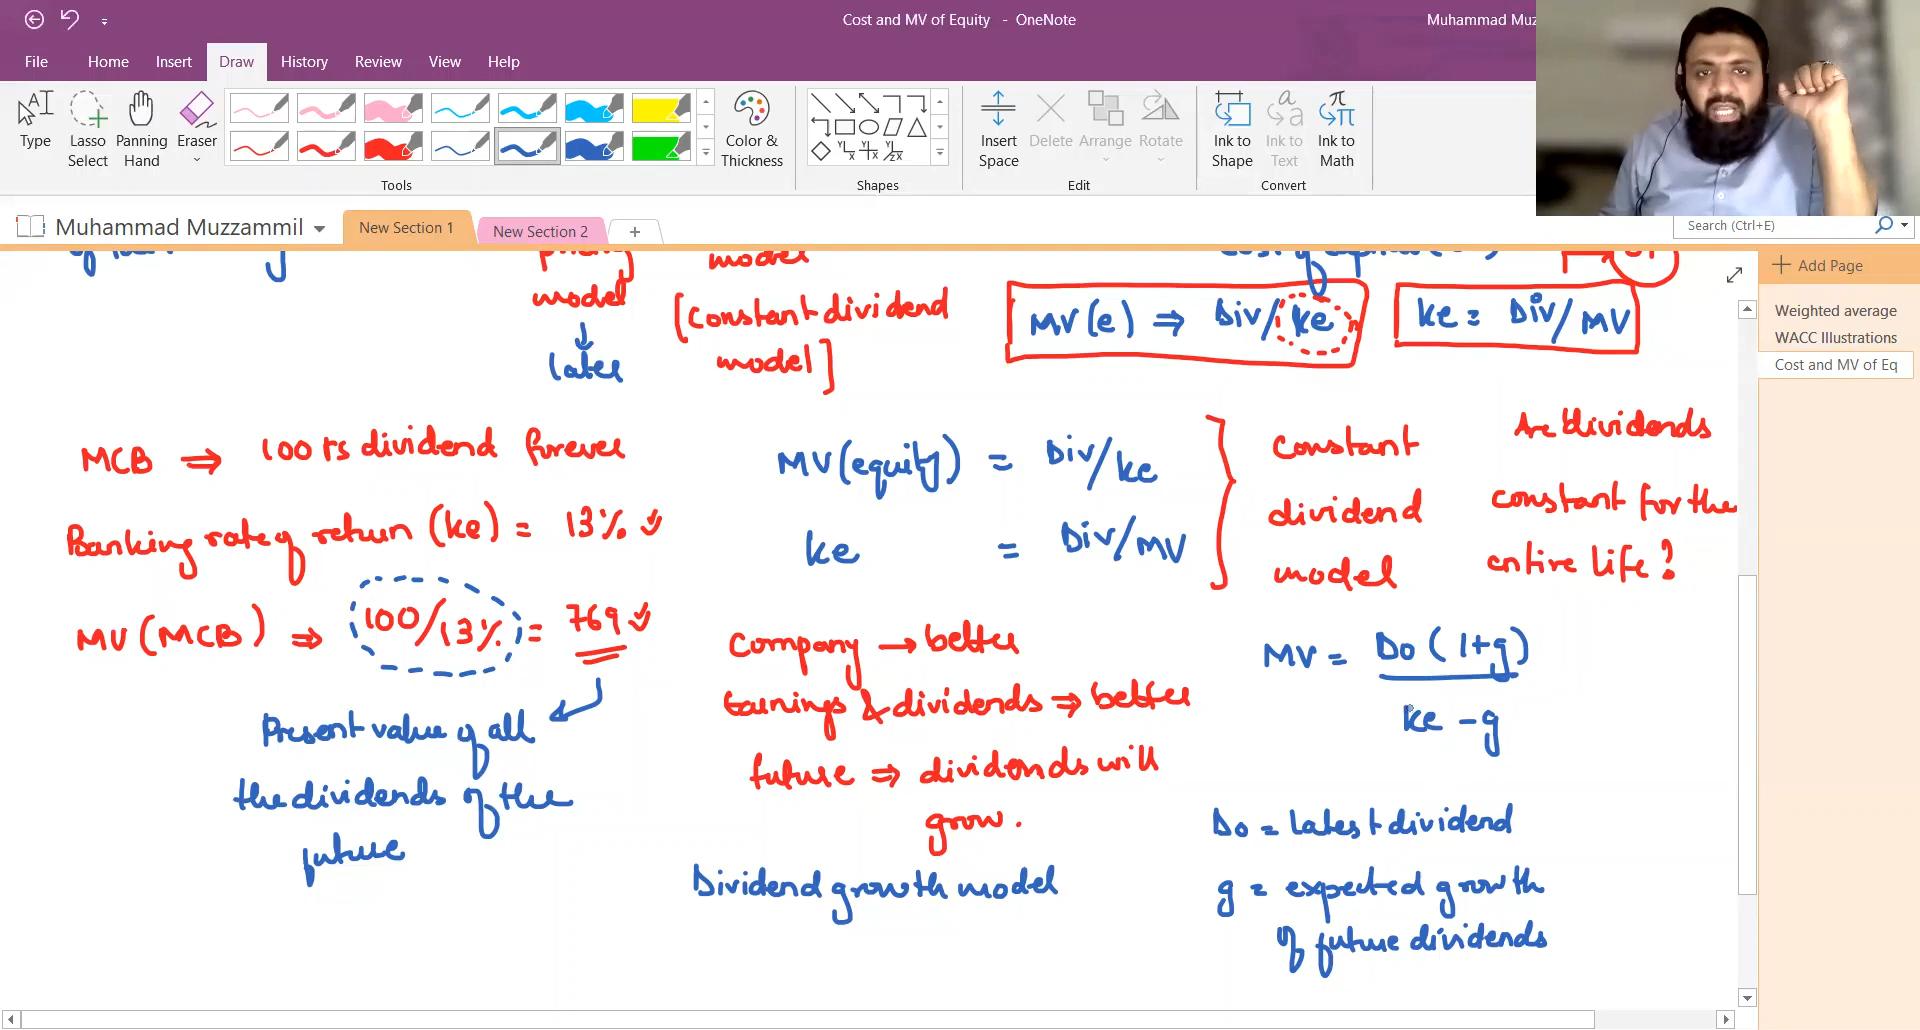 Cost and MV of Equity - OneNote
Muhammad Muz
File Home Insert Draw History Review View Help
Type
Lasso Select
Panning Hand
Eraser
Color & Thickness
Insert Space
Delete
Arrange
Rotate
Ink to Shape
Ink to Text
Ink to Math
Tools
Shapes
Edit
Convert
Muhammad Muzzammil
New Section 1
New Section 2
Search (Ctrl+E)
Add Page
Weighted average
WACC Illustrations
Cost and MV of Eq
model
model
↓
later
[Constant dividend
model]
MV(e) ⇒ Div/ke
ke = Div/MV
MCB ⇒ 100 rs dividend forever
Banking rate of return (ke) = 13%
MV(MCB) ⇒ 100/13% = 769
Present value of all
the dividends of the
future
MV(equity) = Div/ke
ke = Div/MV
Constant
dividend
model
Are dividends
constant for the
entire life?
Company → better
Earnings & dividends ⇒ better
future ⇒ dividends will
grow.
Dividend growth model
MV = Do (1+g)
ke - g
Do = latest dividend
g = expected growth
of future dividends